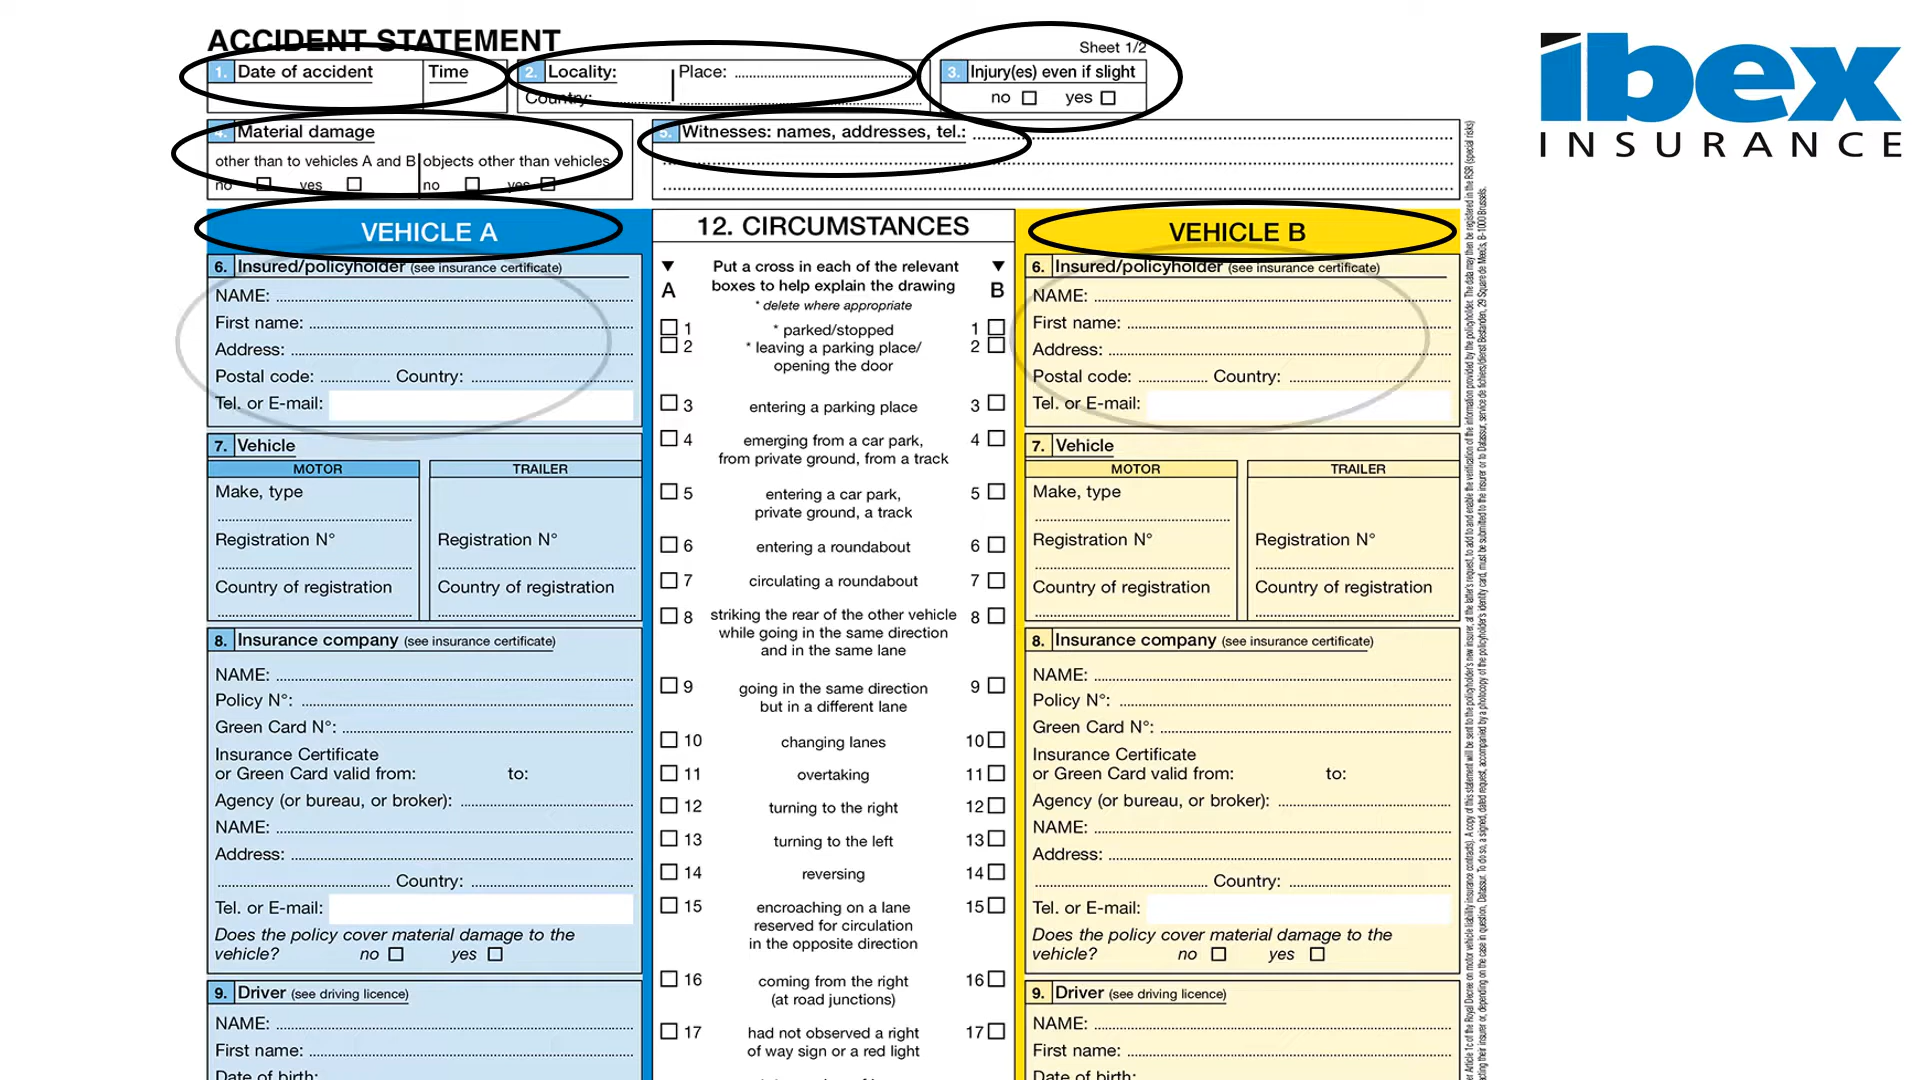 ACCIDENT STATEMENT
Sheet 1/2
1. Date of accident Time
2. Locality: Place:
Country:
3. Injury(es) even if slight
no yes
4. Material damage
other than to vehicles A and B objects other than vehicles
no yes no yes
5. Witnesses: names, addresses, tel.:
ibex
INSURANCE
VEHICLE A
6. Insured/policyholder (see insurance certificate)
NAME:
First name:
Address:
Postal code: Country:
Tel. or E-mail:
7. Vehicle
MOTOR TRAILER
Make, type
Registration N° Registration N°
Country of registration Country of registration
8. Insurance company (see insurance certificate)
NAME:
Policy N°:
Green Card N°:
Insurance Certificate
or Green Card valid from: to:
Agency (or bureau, or broker):
NAME:
Address:
Country:
Tel. or E-mail:
Does the policy cover material damage to the
vehicle? no yes
9. Driver (see driving licence)
NAME:
First name:
Date of birth:
12. CIRCUMSTANCES
Put a cross in each of the relevant
A boxes to help explain the drawing B
* delete where appropriate
1 * parked/stopped 1
2 * leaving a parking place/ 2
opening the door
3 entering a parking place 3
4 emerging from a car park, 4
from private ground, from a track
5 entering a car park, 5
private ground, a track
6 entering a roundabout 6
7 circulating a roundabout 7
8 striking the rear of the other vehicle 8
while going in the same direction
and in the same lane
9 going in the same direction 9
but in a different lane
10 changing lanes 10
11 overtaking 11
12 turning to the right 12
13 turning to the left 13
14 reversing 14
15 encroaching on a lane 15
reserved for circulation
in the opposite direction
16 coming from the right 16
(at road junctions)
17 had not observed a right 17
of way sign or a red light
VEHICLE B
6. Insured/policyholder (see insurance certificate)
NAME:
First name:
Address:
Postal code: Country:
Tel. or E-mail:
7. Vehicle
MOTOR TRAILER
Make, type
Registration N° Registration N°
Country of registration Country of registration
8. Insurance company (see insurance certificate)
NAME:
Policy N°:
Green Card N°:
Insurance Certificate
or Green Card valid from: to:
Agency (or bureau, or broker):
NAME:
Address:
Country:
Tel. or E-mail:
Does the policy cover material damage to the
vehicle? no yes
9. Driver (see driving licence)
NAME:
First name:
Date of birth: